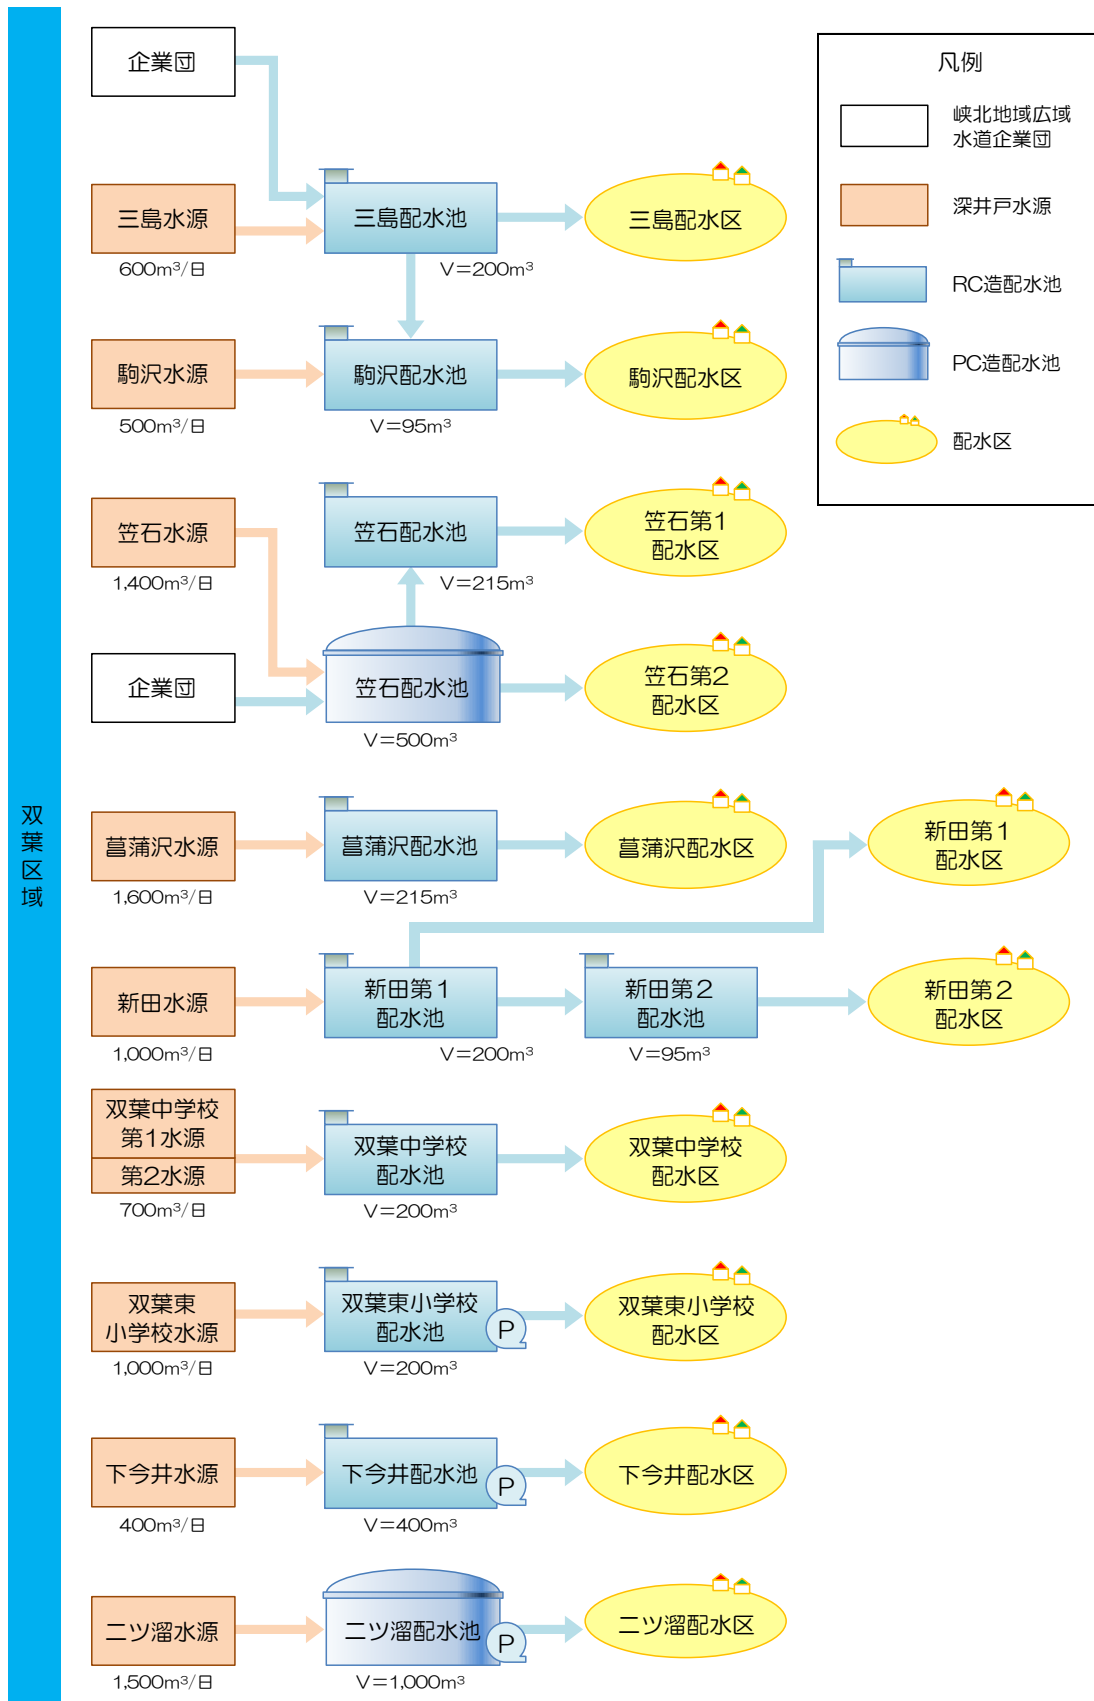 双葉区域
企業団
三島水源
600m³/日
三島配水池
V=200m³
三島配水区
駒沢水源
500m³/日
駒沢配水池
V=95m³
駒沢配水区
笠石水源
1,400m³/日
笠石配水池
V=215m³
笠石第1
配水区
企業団
笠石配水池
V=500m³
笠石第2
配水区
菖蒲沢水源
1,600m³/日
菖蒲沢配水池
V=215m³
菖蒲沢配水区
新田第1
配水区
新田水源
1,000m³/日
新田第1
配水池
V=200m³
新田第2
配水池
V=95m³
新田第2
配水区
双葉中学校
第1水源
第2水源
700m³/日
双葉中学校
配水池
V=200m³
双葉中学校
配水区
双葉東
小学校水源
1,000m³/日
双葉東小学校
配水池
P
V=200m³
双葉東小学校
配水区
下今井水源
400m³/日
下今井配水池
P
V=400m³
下今井配水区
二ツ溜水源
1,500m³/日
二ツ溜配水池
P
V=1,000m³
二ツ溜配水区
凡例
峡北地域広域
水道企業団
深井戸水源
RC造配水池
PC造配水池
配水区